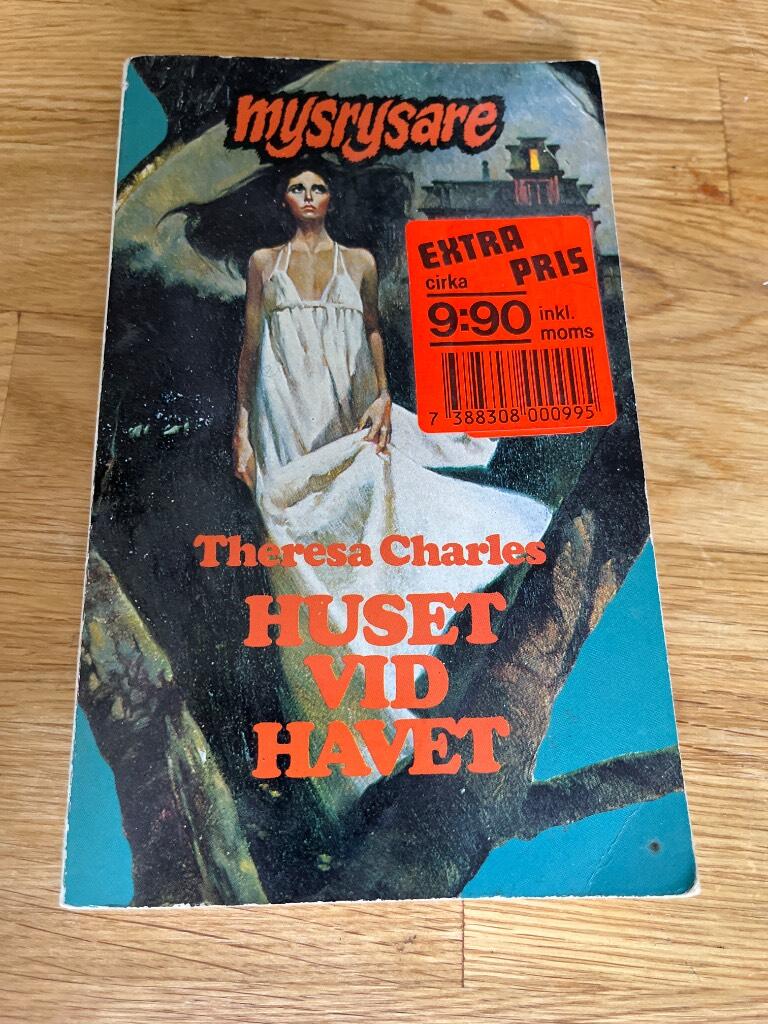 mysrysare
EXTRA
PRIS
cirka
9:90 inkl.
moms
7 388308 000995
Theresa Charles
HUSET
VID
HAVET